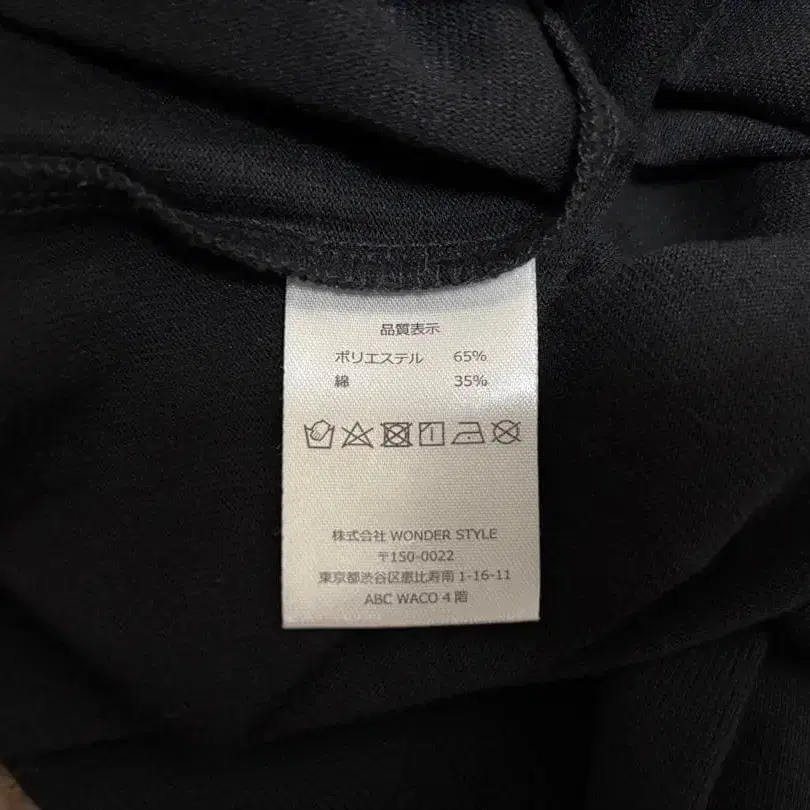 品質表示
ポリエステル 65%
綿 35%
株式会社 WONDER STYLE
〒150-0022
東京都渋谷区恵比寿南 1-16-11
ABC WACO 4 階